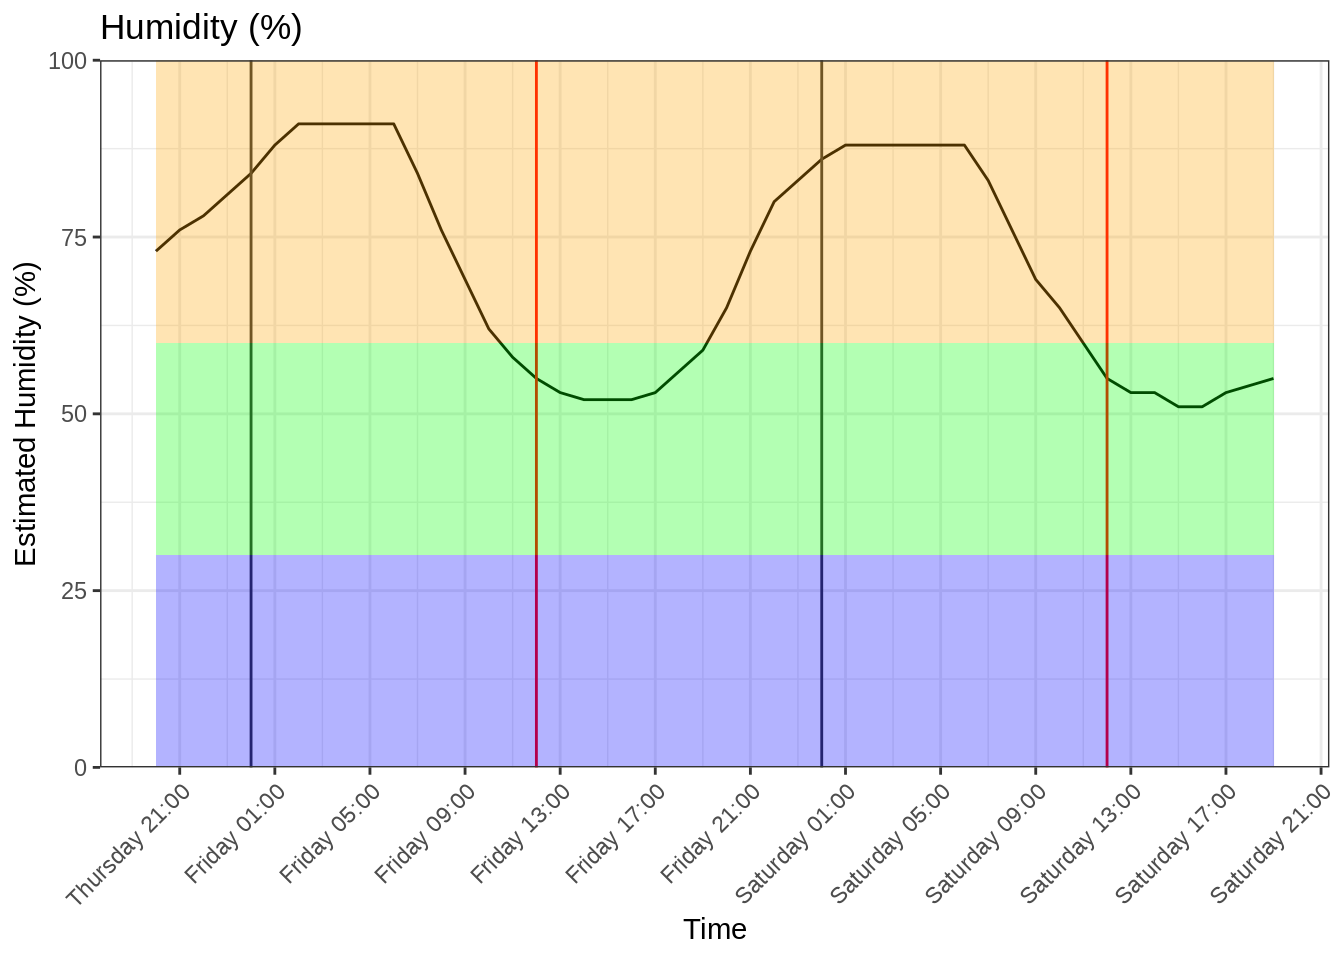 Humidity (%)
Estimated Humidity (%)
100
75
50
25
0
Thursday 21:00
Friday 01:00
Friday 05:00
Friday 09:00
Friday 13:00
Friday 17:00
Friday 21:00
Saturday 01:00
Saturday 05:00
Saturday 09:00
Saturday 13:00
Saturday 17:00
Saturday 21:00
Time